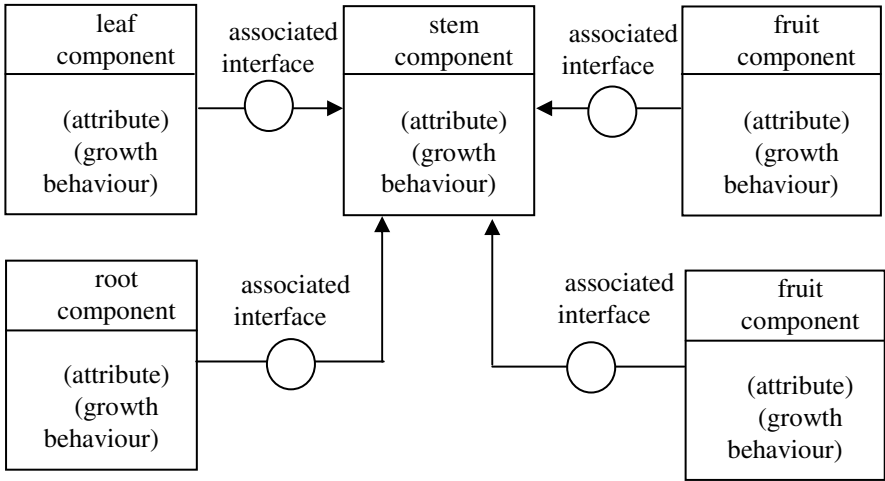 leaf
component
(attribute)
(growth
behaviour)
associated
interface
stem
component
(attribute)
(growth
behaviour)
associated
interface
fruit
component
(attribute)
(growth
behaviour)
root
component
(attribute)
(growth
behaviour)
associated
interface
associated
interface
fruit
component
(attribute)
(growth
behaviour)